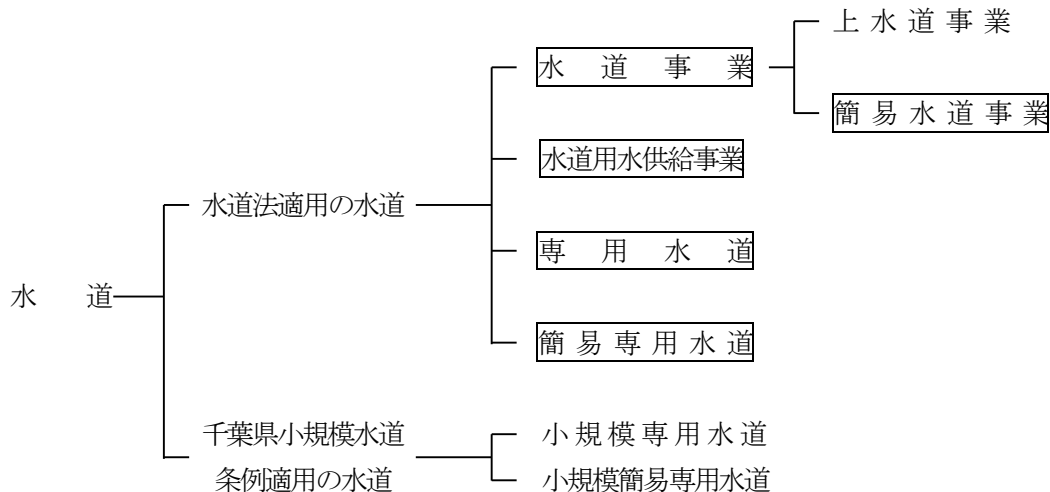 上水道事業
水道事業
簡易水道事業
水道用水供給事業
水道法適用の水道
専用水道
水道
簡易専用水道
千葉県小規模水道
条例適用の水道
小規模専用水道
小規模簡易専用水道